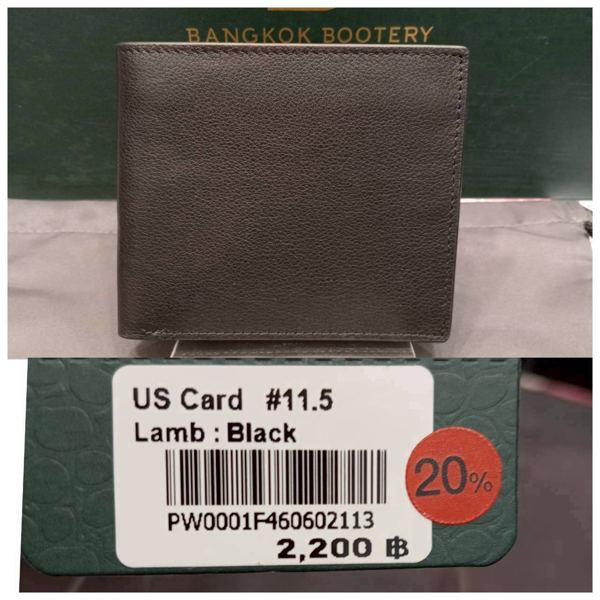 BANGKOK BOOTERY
US Card #11.5
Lamb : Black
20%
PW0001F460602113
2,200 ฿